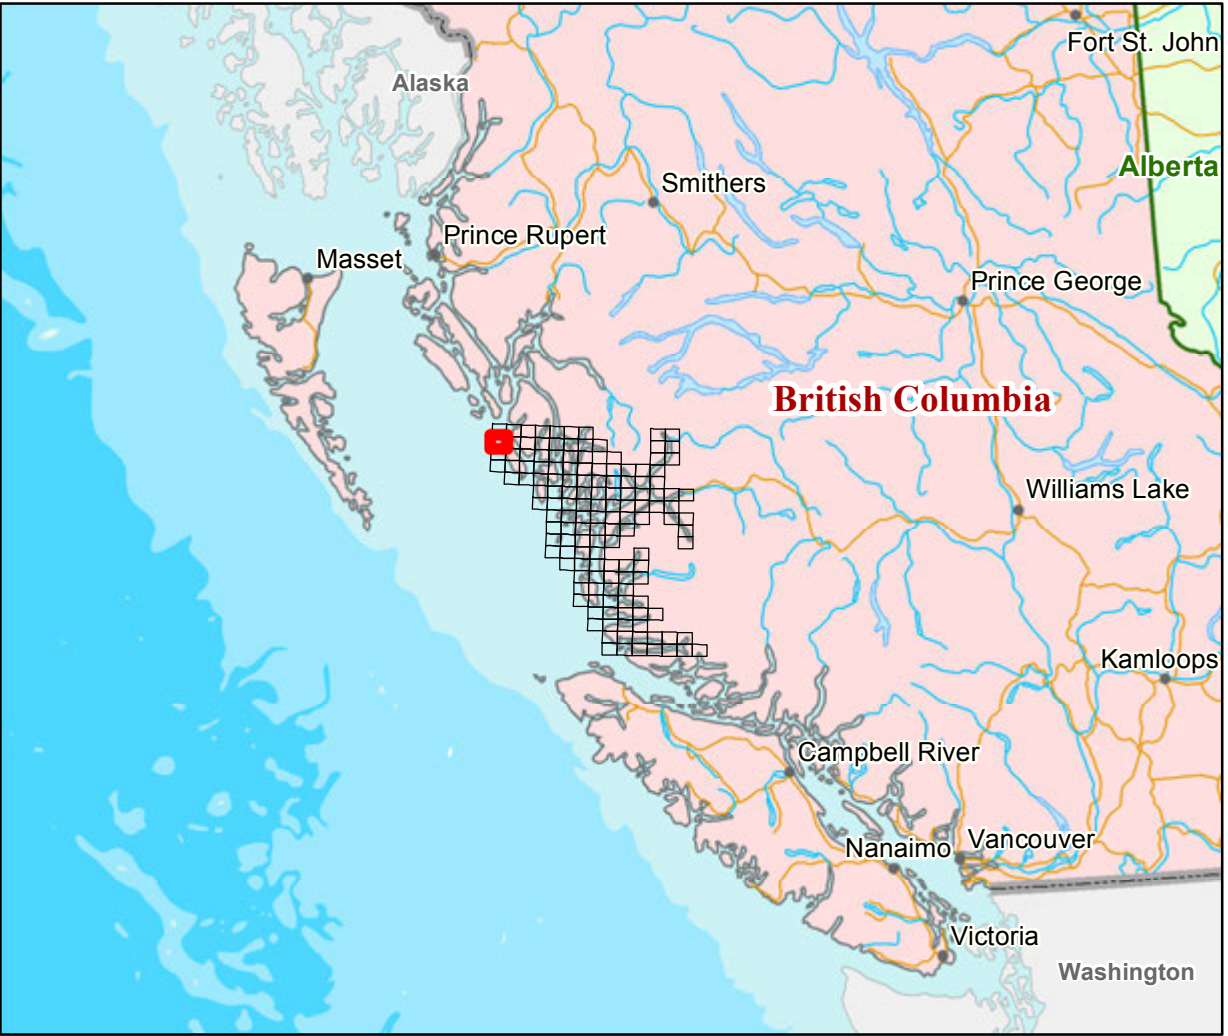 Fort St. John
Alaska
Alberta
Smithers
Prince Rupert
Masset
Prince George
British Columbia
Williams Lake
Kamloops
Campbell River
Vancouver
Nanaimo
Victoria
Washington